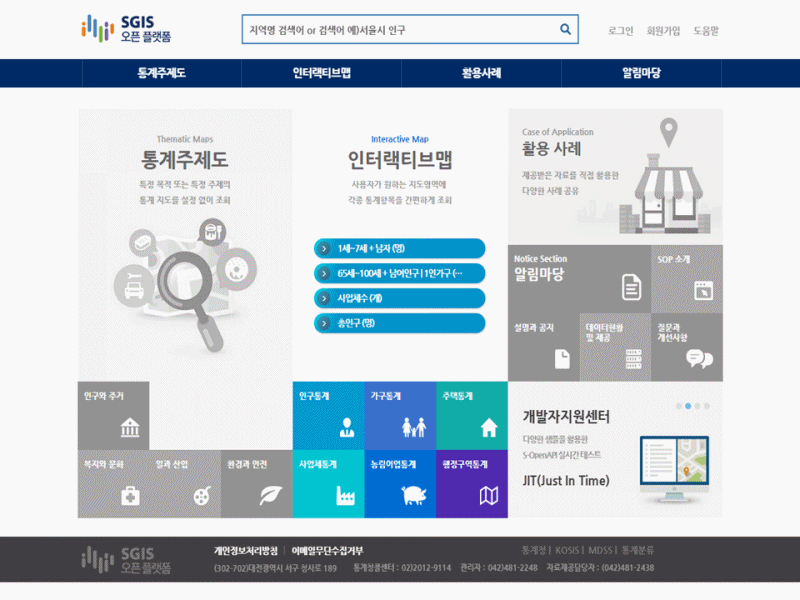 SGIS
오픈 플랫폼
지역명 검색어 or 검색어 예)서울시 인구
로그인 회원가입 도움말
통계주제도 인터랙티브맵 활용사례 알림마당
Thematic Maps
통계주제도
특정 목적 또는 특정 주제의
통계 지도를 설정 없이 조회
Interactive Map
인터랙티브맵
사용자가 원하는 지도영역에
각종 통계항목을 간편하게 조회
1세~7세 + 남자 (명)
65세~100세 + 남여인구 | 1인가구 (…
사업체수 (개)
총인구 (명)
Case of Application
활용 사례
제공받은 자료를 직접 활용한
다양한 사례 공유
Notice Section
알림마당
SOP 소개
설명과 공지
데이터현황
및 제공
질문과
개선사항
인구와 주거
복지와 문화
일과 산업
환경과 안전
인구통계
가구통계
주택통계
사업체통계
농림어업통계
행정구역통계
개발자지원센터
다양한 샘플을 활용한
S-OpenAPI 실시간 테스트
JIT(Just In Time)
SGIS
오픈 플랫폼
개인정보처리방침 | 이메일무단수집거부
통계청 | KOSIS | MDSS | 통계분류
(302-702)대전광역시 서구 청사로 189 통계청콜센터 : 02)2012-9114 관리자 : 042)481-2248 자료제공담당자 : (042)481-2438